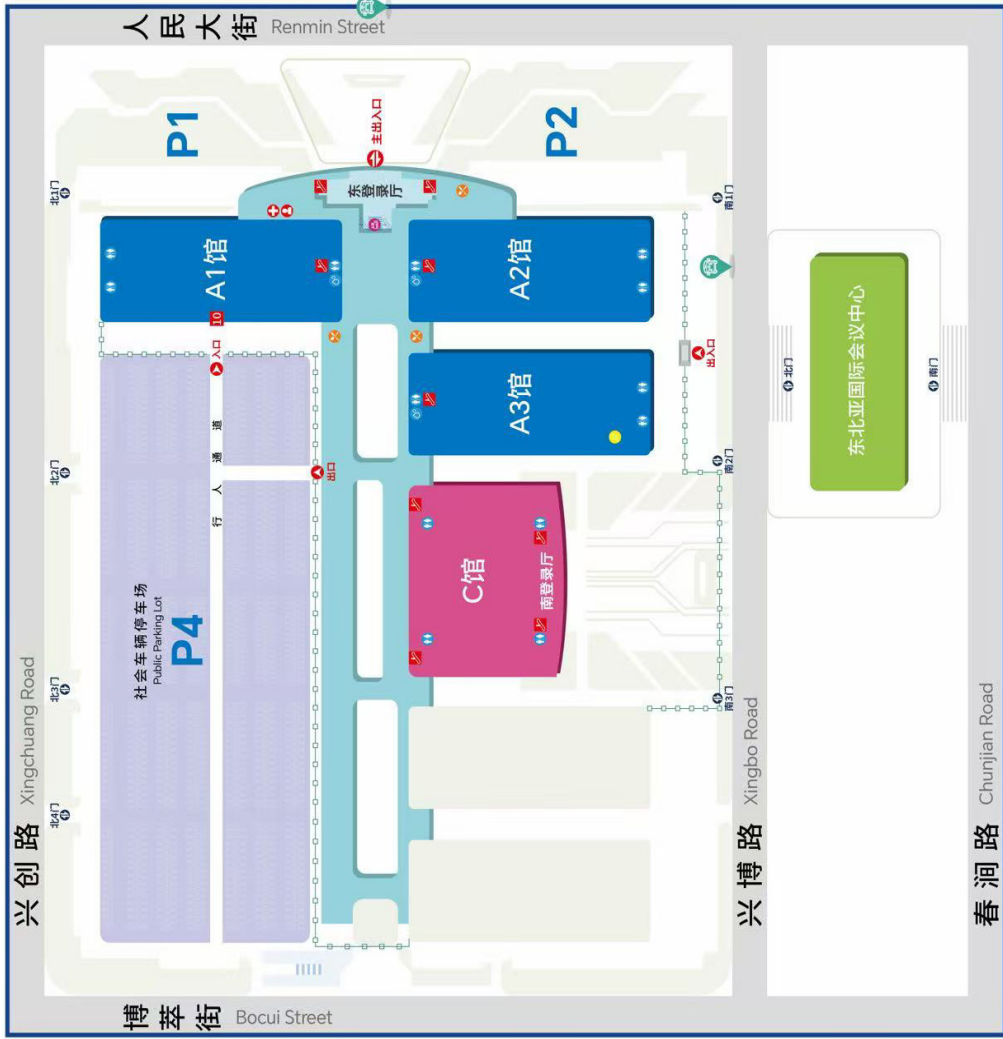 人民大街 Renmin Street
P1
P2
主出入口
东登录厅
北1门
南1门
A1馆
A2馆
10
入口
出入口
A3馆
北门
东北亚国际会议中心
南门
行人通道
出口
北2门
南2门
社会车辆停车场
Public Parking Lot
P4
C馆
南登录厅
北3门
南3门
北4门
兴创路 Xingchuang Road
兴博路 Xingbo Road
春涧路 Chunjian Road
博萃街 Bocui Street